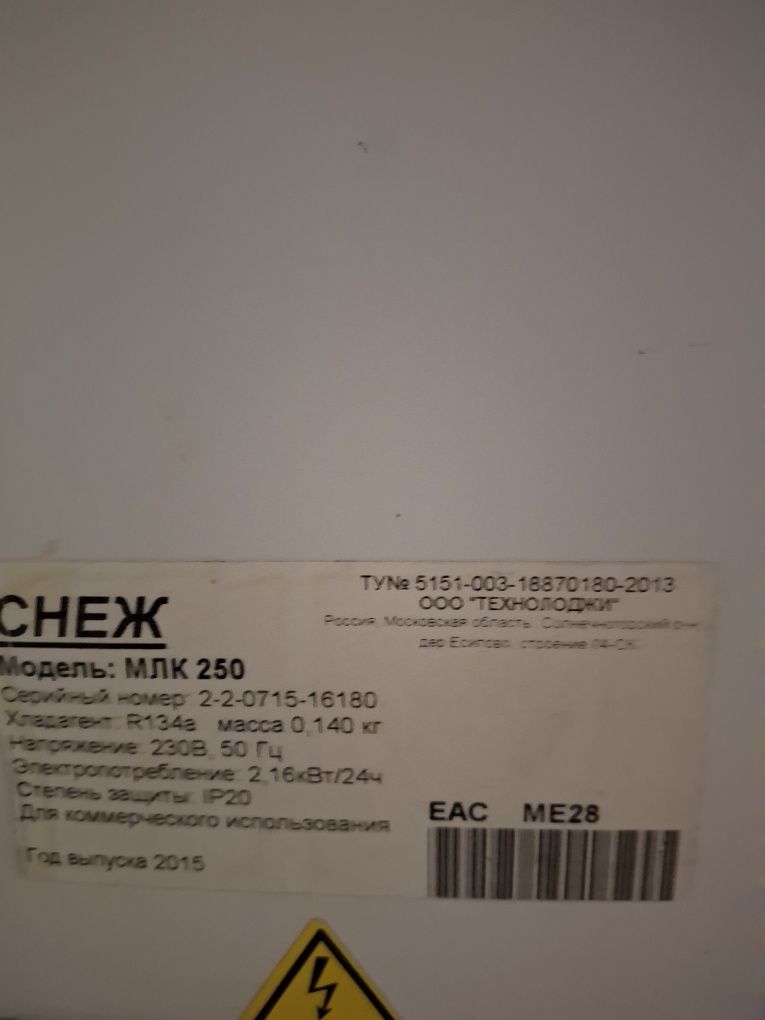 ТУ№ 5151-003-18870180-2013
ООО "ТЕХНОЛОДЖИ"
Россия, Московская область, Солнечногорский р-н
дер Есипово, строение 64-СК
СНЕЖ
Модель: МЛК 250
Серийный номер: 2-2-0715-16180
Хладагент: R134a масса 0,140 кг
Напряжение: 230В, 50 Гц
Электропотребление: 2,16кВт/24ч
Степень защиты: IP20
Для коммерческого использования
Год выпуска 2015
EAC ME28